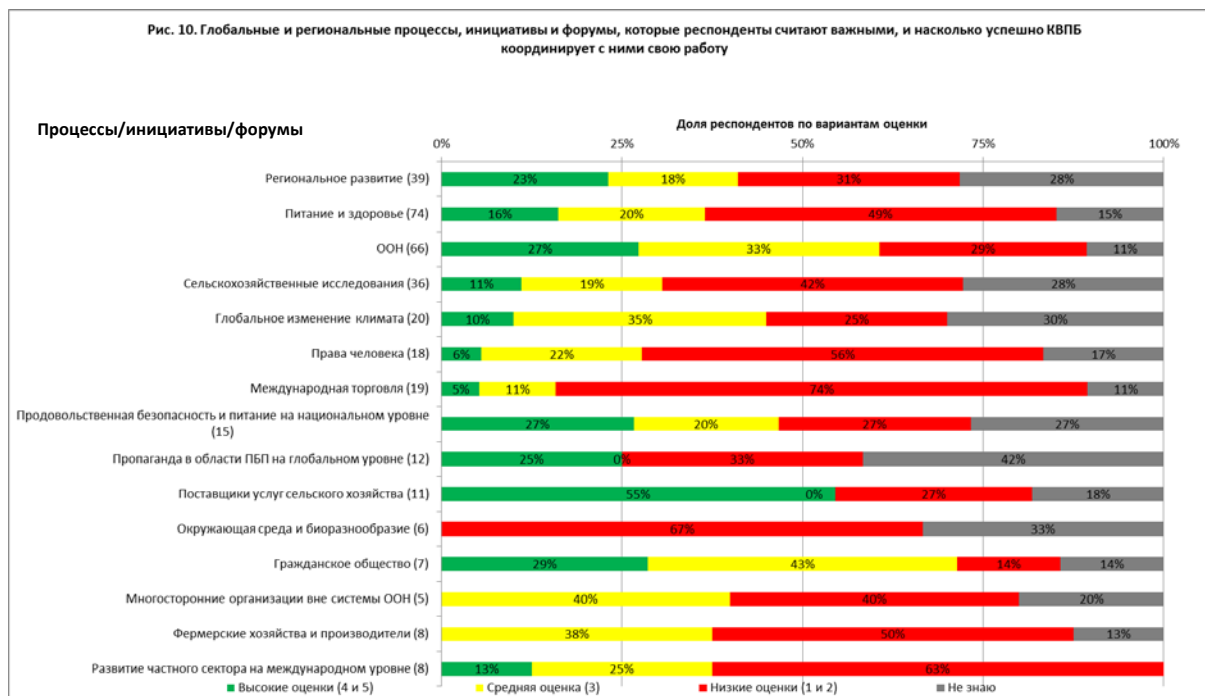 Рис. 10. Глобальные и региональные процессы, инициативы и форумы, которые респонденты считают важными, и насколько успешно КВПБ
координирует с ними свою работу
Процессы/инициативы/форумы
Доля респондентов по вариантам оценки
0% 25% 50% 75% 100%
Региональное развитие (39) 23% 18% 31% 28%
Питание и здоровье (74) 16% 20% 49% 15%
ООН (66) 27% 33% 29% 11%
Сельскохозяйственные исследования (36) 11% 19% 42% 28%
Глобальное изменение климата (20) 10% 35% 25% 30%
Права человека (18) 6% 22% 56% 17%
Международная торговля (19) 5% 11% 74% 11%
Продовольственная безопасность и питание на национальном уровне
(15) 27% 20% 27% 27%
Пропаганда в области ПБП на глобальном уровне (12) 25% 0% 33% 42%
Поставщики услуг сельского хозяйства (11) 55% 0% 27% 18%
Окружающая среда и биоразнообразие (6) 67% 33%
Гражданское общество (7) 29% 43% 14% 14%
Многосторонние организации вне системы ООН (5) 40% 40% 20%
Фермерские хозяйства и производители (8) 38% 50% 13%
Развитие частного сектора на международном уровне (8) 13% 25% 63%
Высокие оценки (4 и 5) Средняя оценка (3) Низкие оценки (1 и 2) Не знаю